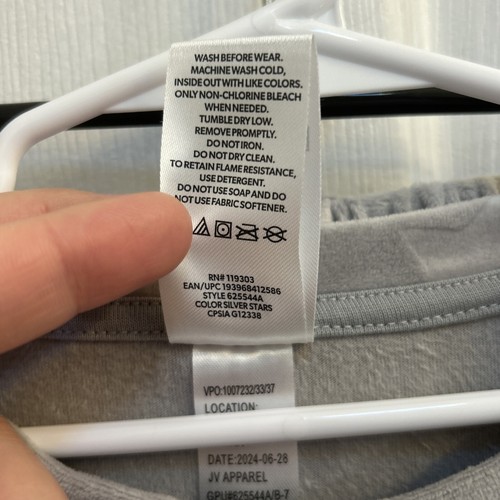 WASH BEFORE WEAR.
MACHINE WASH COLD,
INSIDE OUT WITH LIKE COLORS.
ONLY NON-CHLORINE BLEACH
WHEN NEEDED.
TUMBLE DRY LOW.
REMOVE PROMPTLY.
DO NOT IRON.
DO NOT DRY CLEAN.
TO RETAIN FLAME RESISTANCE,
USE DETERGENT.
DO NOT USE SOAP AND DO
NOT USE FABRIC SOFTENER.
RN# 119303
EAN/UPC 193968412586
STYLE 625544A
COLOR SILVER STARS
CPSIA G12338
VPO:1007232/33/37
LOCATION:
DATE:2024-06-28
JV APPAREL
GPU#625544A/B-7